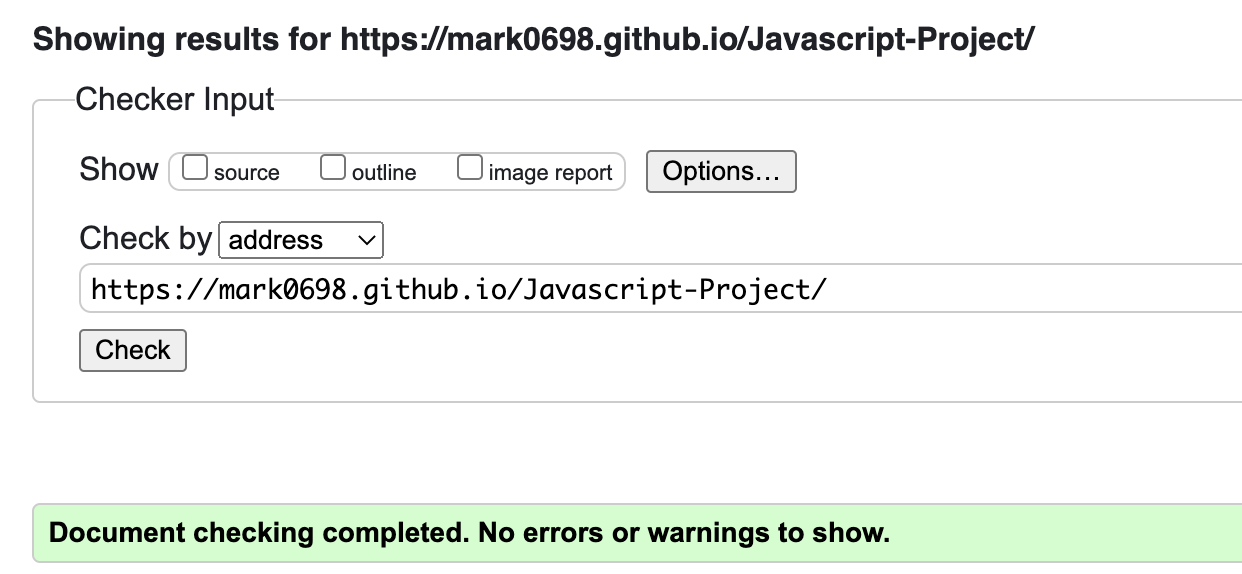 Showing results for https://mark0698.github.io/Javascript-Project/
Checker Input
Show source outline image report Options...
Check by address
https://mark0698.github.io/Javascript-Project/
Check
Document checking completed. No errors or warnings to show.